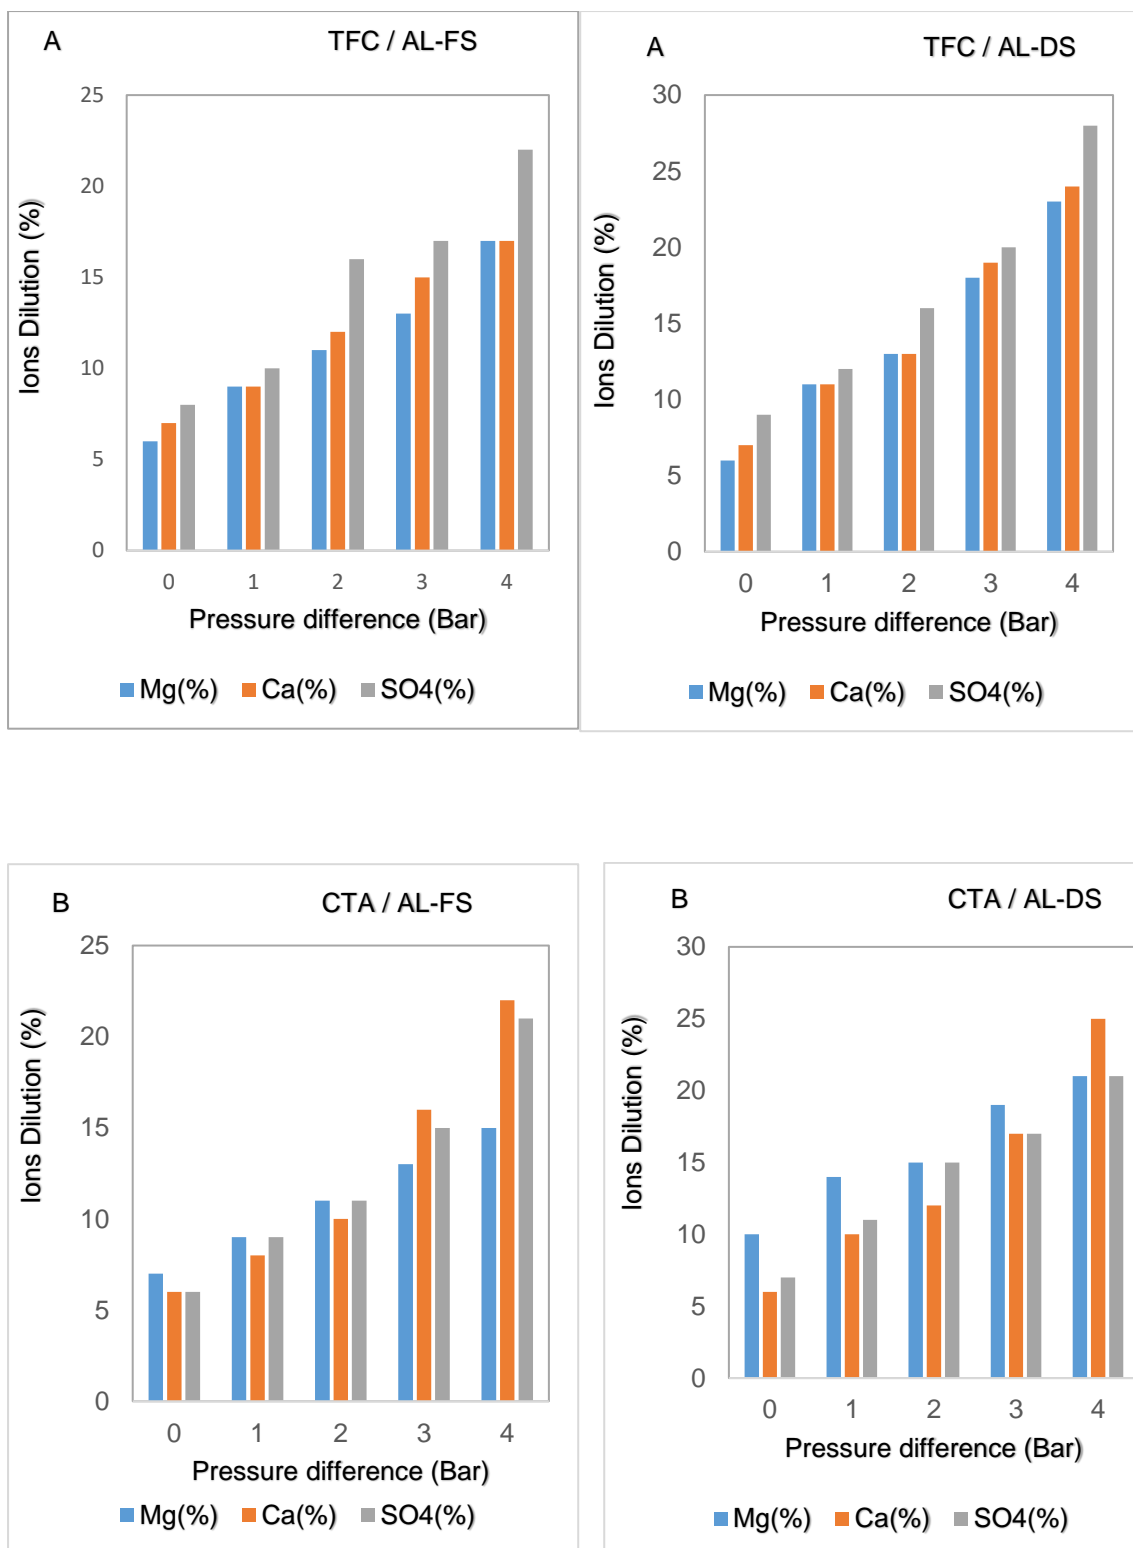 A TFC / AL-FS
Ions Dilution (%)
25
20
15
10
5
0
0 1 2 3 4
Pressure difference (Bar)
Mg(%) Ca(%) SO4(%)
A TFC / AL-DS
Ions Dilution (%)
30
25
20
15
10
5
0
0 1 2 3 4
Pressure difference (Bar)
Mg(%) Ca(%) SO4(%)
B CTA / AL-FS
Ions Dilution (%)
25
20
15
10
5
0
0 1 2 3 4
Pressure difference (Bar)
Mg(%) Ca(%) SO4(%)
B CTA / AL-DS
Ions Dilution (%)
30
25
20
15
10
5
0
0 1 2 3 4
Pressure difference (Bar)
Mg(%) Ca(%) SO4(%)